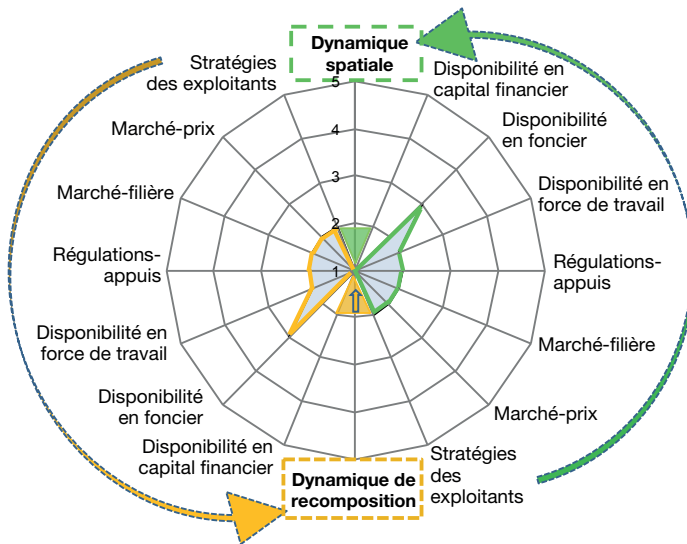 Dynamique
spatiale
Stratégies
des exploitants
Disponibilité en
capital financier
Marché-prix
Disponibilité
en foncier
Marché-filière
Disponibilité en
force de travail
Régulations-
appuis
Régulations-
appuis
Disponibilité en
force de travail
Marché-filière
Disponibilité
en foncier
Marché-prix
Disponibilité en
capital financier
Stratégies
des
exploitants
Dynamique de
recomposition
5
4
3
2
1